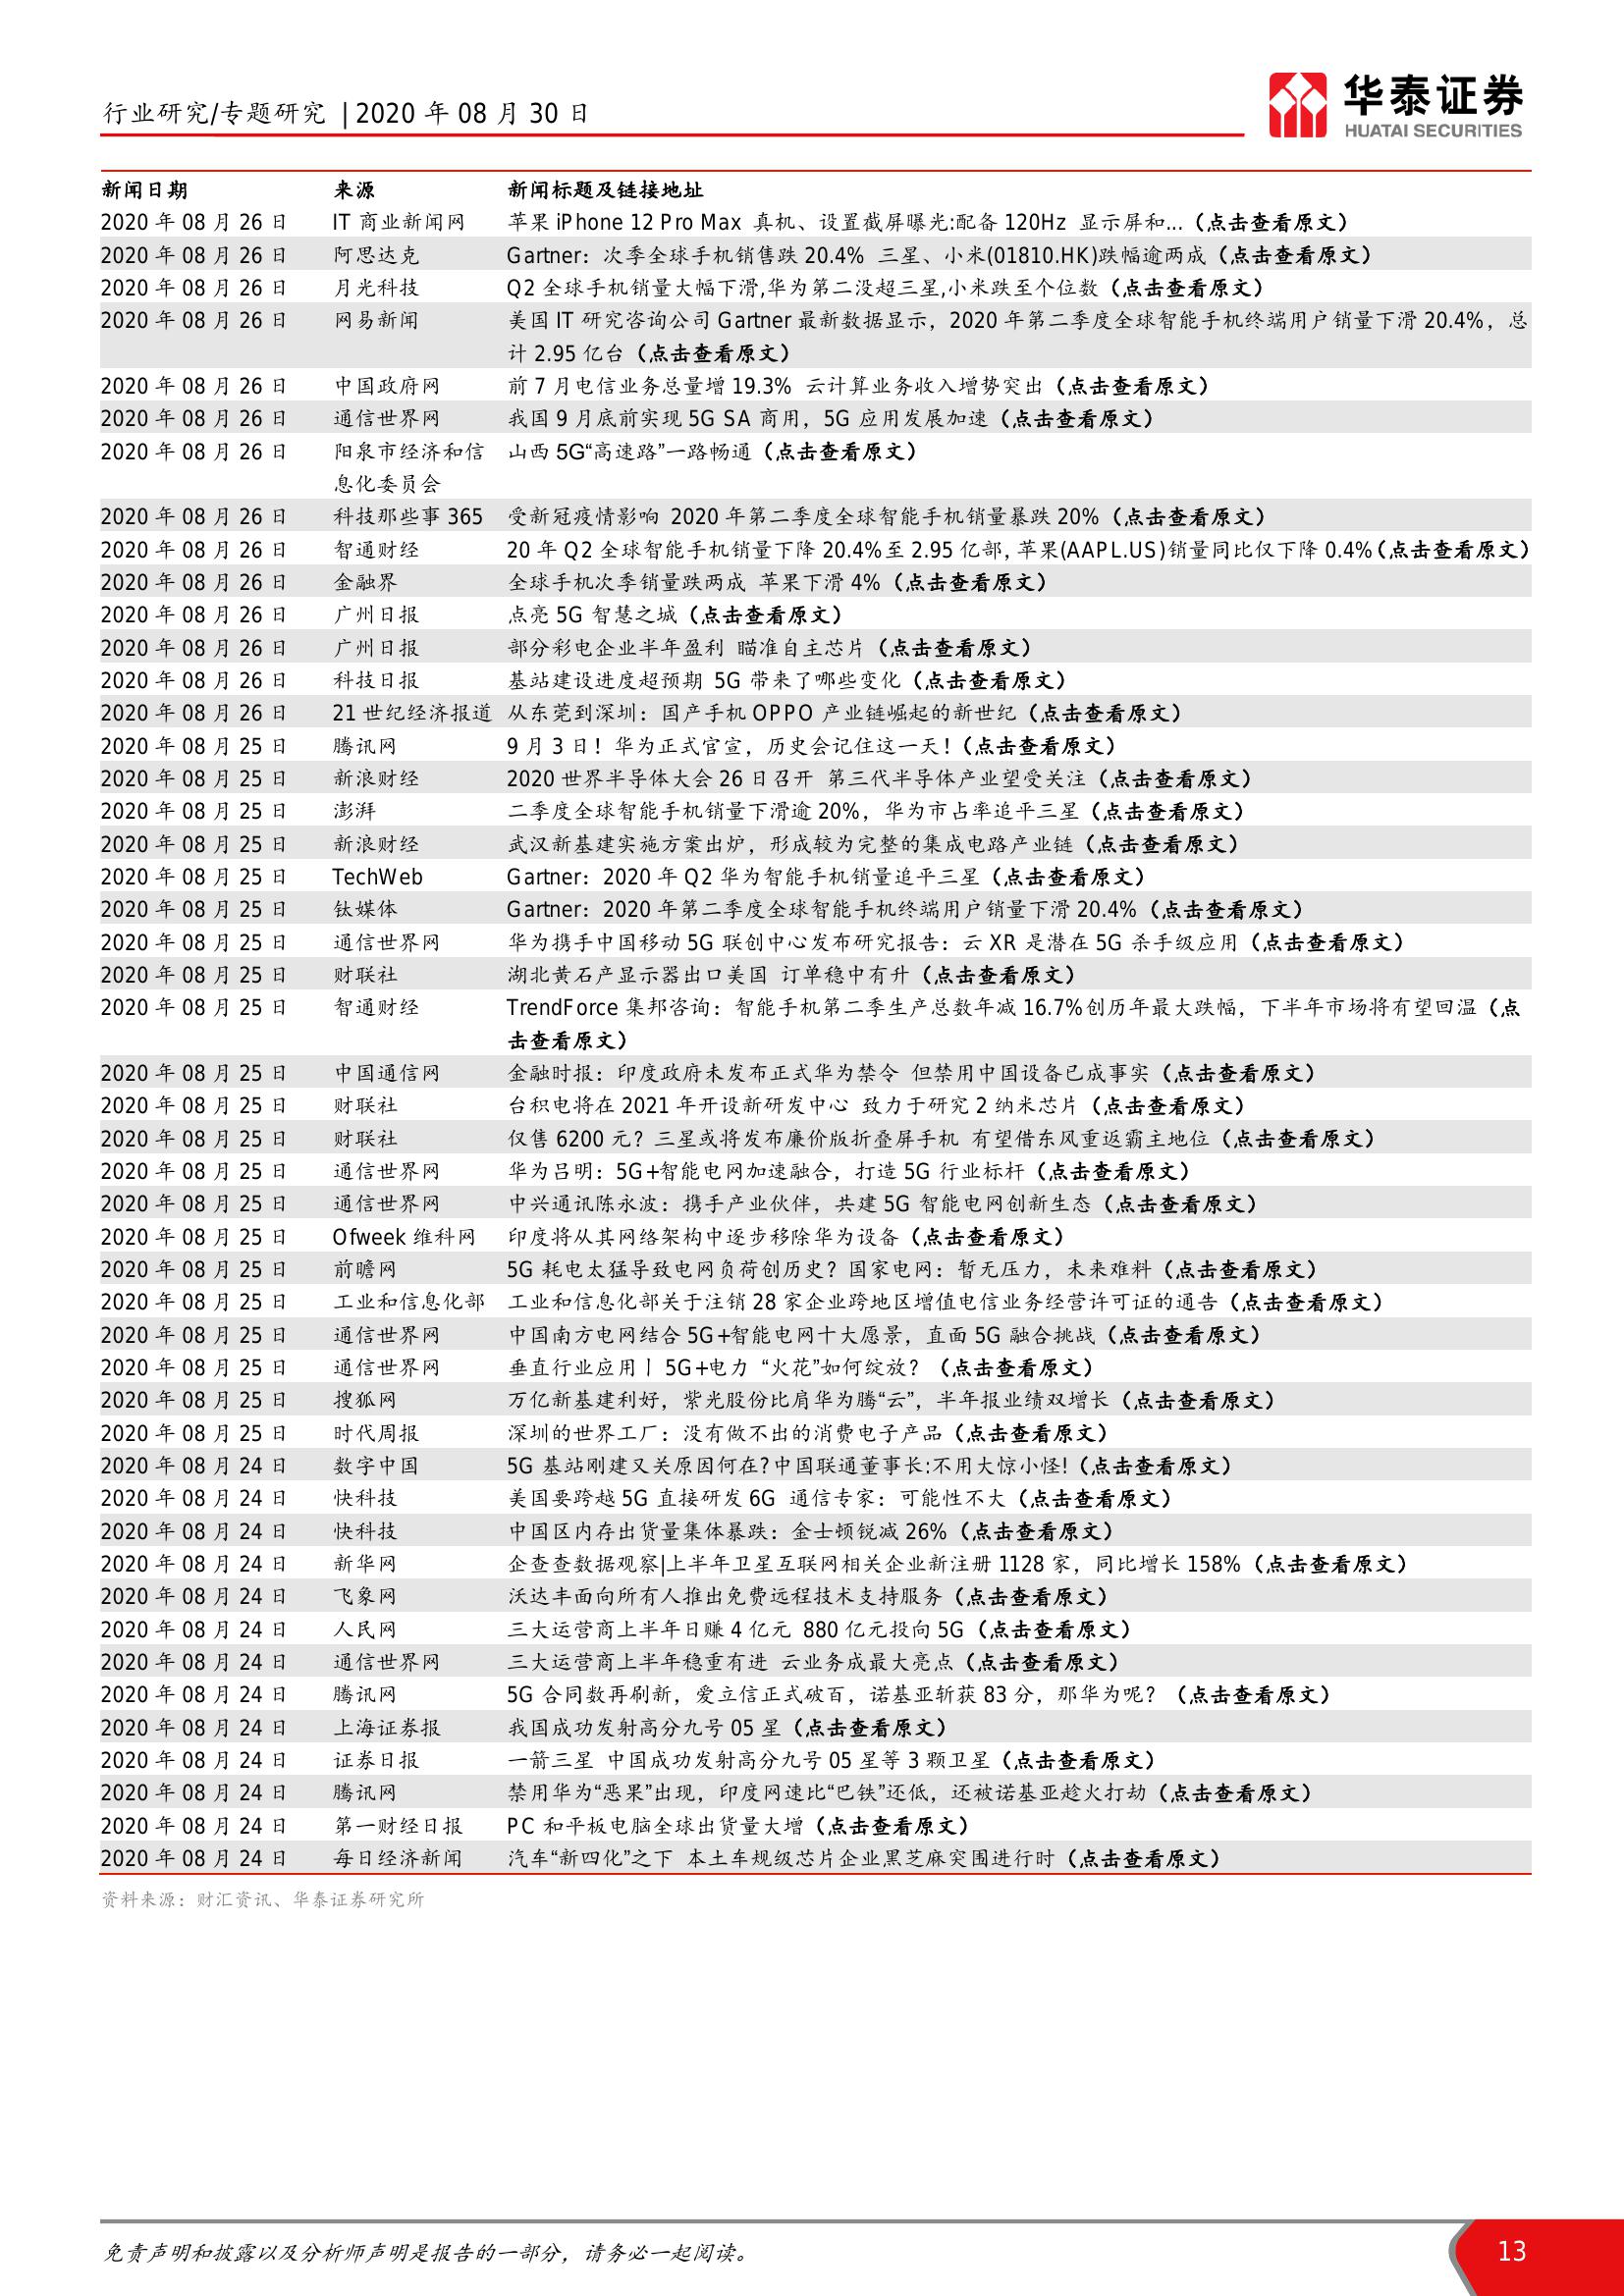 行业研究/专题研究 | 2020 年 08 月 30 日
华泰证券
HUATAI SECURITIES
新闻日期 来源 新闻标题及链接地址
2020 年 08 月 26 日 IT 商业新闻网 苹果 iPhone 12 Pro Max 真机、设置截屏曝光:配备 120Hz 显示屏和...（点击查看原文）
2020 年 08 月 26 日 阿思达克 Gartner：次季全球手机销售跌 20.4% 三星、小米(01810.HK)跌幅逾两成（点击查看原文）
2020 年 08 月 26 日 月光科技 Q2 全球手机销量大幅下滑,华为第二没超三星,小米跌至个位数（点击查看原文）
2020 年 08 月 26 日 网易新闻 美国 IT 研究咨询公司 Gartner 最新数据显示，2020 年第二季度全球智能手机终端用户销量下滑 20.4%，总
计 2.95 亿台（点击查看原文）
2020 年 08 月 26 日 中国政府网 前 7 月电信业务总量增 19.3% 云计算业务收入增势突出（点击查看原文）
2020 年 08 月 26 日 通信世界网 我国 9 月底前实现 5G SA 商用，5G 应用发展加速（点击查看原文）
2020 年 08 月 26 日 阳泉市经济和信 山西 5G“高速路”一路畅通（点击查看原文）
息化委员会
2020 年 08 月 26 日 科技那些事 365 受新冠疫情影响 2020 年第二季度全球智能手机销量暴跌 20%（点击查看原文）
2020 年 08 月 26 日 智通财经 20 年 Q2 全球智能手机销量下降 20.4%至 2.95 亿部，苹果(AAPL.US)销量同比仅下降 0.4%（点击查看原文）
2020 年 08 月 26 日 金融界 全球手机次季销量跌两成 苹果下滑 4%（点击查看原文）
2020 年 08 月 26 日 广州日报 点亮 5G 智慧之城（点击查看原文）
2020 年 08 月 26 日 广州日报 部分彩电企业半年盈利 瞄准自主芯片（点击查看原文）
2020 年 08 月 26 日 科技日报 基站建设进度超预期 5G 带来了哪些变化（点击查看原文）
2020 年 08 月 26 日 21 世纪经济报道 从东莞到深圳：国产手机 OPPO 产业链崛起的新世纪（点击查看原文）
2020 年 08 月 25 日 腾讯网 9 月 3 日！华为正式官宣，历史会记住这一天！（点击查看原文）
2020 年 08 月 25 日 新浪财经 2020 世界半导体大会 26 日召开 第三代半导体产业望受关注（点击查看原文）
2020 年 08 月 25 日 澎湃 二季度全球智能手机销量下滑逾 20%，华为市占率追平三星（点击查看原文）
2020 年 08 月 25 日 新浪财经 武汉新基建实施方案出炉，形成较为完整的集成电路产业链（点击查看原文）
2020 年 08 月 25 日 TechWeb Gartner：2020 年 Q2 华为智能手机销量追平三星（点击查看原文）
2020 年 08 月 25 日 钛媒体 Gartner：2020 年第二季度全球智能手机终端用户销量下滑 20.4%（点击查看原文）
2020 年 08 月 25 日 通信世界网 华为携手中国移动 5G 联创中心发布研究报告：云 XR 是潜在 5G 杀手级应用（点击查看原文）
2020 年 08 月 25 日 财联社 湖北黄石产显示器出口美国 订单稳中有升（点击查看原文）
2020 年 08 月 25 日 智通财经 TrendForce 集邦咨询：智能手机第二季生产总数年减 16.7%创历年最大跌幅，下半年市场将有望回温（点
击查看原文）
2020 年 08 月 25 日 中国通信网 金融时报：印度政府未发布正式华为禁令 但禁用中国设备已成事实（点击查看原文）
2020 年 08 月 25 日 财联社 台积电将在 2021 年开设新研发中心 致力于研究 2 纳米芯片（点击查看原文）
2020 年 08 月 25 日 财联社 仅售 6200 元？三星或将发布廉价版折叠屏手机 有望借东风重返霸主地位（点击查看原文）
2020 年 08 月 25 日 通信世界网 华为吕明：5G+智能电网加速融合，打造 5G 行业标杆（点击查看原文）
2020 年 08 月 25 日 通信世界网 中兴通讯陈永波：携手产业伙伴，共建 5G 智能电网创新生态（点击查看原文）
2020 年 08 月 25 日 Ofweek 维科网 印度将从其网络架构中逐步移除华为设备（点击查看原文）
2020 年 08 月 25 日 前瞻网 5G 耗电太猛导致电网负荷创历史？国家电网：暂无压力，未来难料（点击查看原文）
2020 年 08 月 25 日 工业和信息化部 工业和信息化部关于注销 28 家企业跨地区增值电信业务经营许可证的通告（点击查看原文）
2020 年 08 月 25 日 通信世界网 中国南方电网结合 5G+智能电网十大愿景，直面 5G 融合挑战（点击查看原文）
2020 年 08 月 25 日 通信世界网 垂直行业应用丨 5G+电力 “火花”如何绽放？（点击查看原文）
2020 年 08 月 25 日 搜狐网 万亿新基建利好，紫光股份比肩华为腾“云”，半年报业绩双增长（点击查看原文）
2020 年 08 月 25 日 时代周报 深圳的世界工厂：没有做不出的消费电子产品（点击查看原文）
2020 年 08 月 24 日 数字中国 5G 基站刚建又关原因何在?中国联通董事长:不用大惊小怪!（点击查看原文）
2020 年 08 月 24 日 快科技 美国要跨越 5G 直接研发 6G 通信专家：可能性不大（点击查看原文）
2020 年 08 月 24 日 快科技 中国区内存出货量集体暴跌：金士顿锐减 26%（点击查看原文）
2020 年 08 月 24 日 新华网 企查查数据观察|上半年卫星互联网相关企业新注册 1128 家，同比增长 158%（点击查看原文）
2020 年 08 月 24 日 飞象网 沃达丰面向所有人推出免费远程技术支持服务（点击查看原文）
2020 年 08 月 24 日 人民网 三大运营商上半年日赚 4 亿元 880 亿元投向 5G（点击查看原文）
2020 年 08 月 24 日 通信世界网 三大运营商上半年稳重有进 云业务成最大亮点（点击查看原文）
2020 年 08 月 24 日 腾讯网 5G 合同数再刷新，爱立信正式破百，诺基亚斩获 83 分，那华为呢？（点击查看原文）
2020 年 08 月 24 日 上海证券报 我国成功发射高分九号 05 星（点击查看原文）
2020 年 08 月 24 日 证券日报 一箭三星 中国成功发射高分九号 05 星等 3 颗卫星（点击查看原文）
2020 年 08 月 24 日 腾讯网 禁用华为“恶果”出现，印度网速比“巴铁”还低，还被诺基亚趁火打劫（点击查看原文）
2020 年 08 月 24 日 第一财经日报 PC 和平板电脑全球出货量大增（点击查看原文）
2020 年 08 月 24 日 每日经济新闻 汽车“新四化”之下 本土车规级芯片企业黑芝麻突围进行时（点击查看原文）
资料来源：财汇资讯、华泰证券研究所
免责声明和披露以及分析师声明是报告的一部分，请务必一起阅读。
13